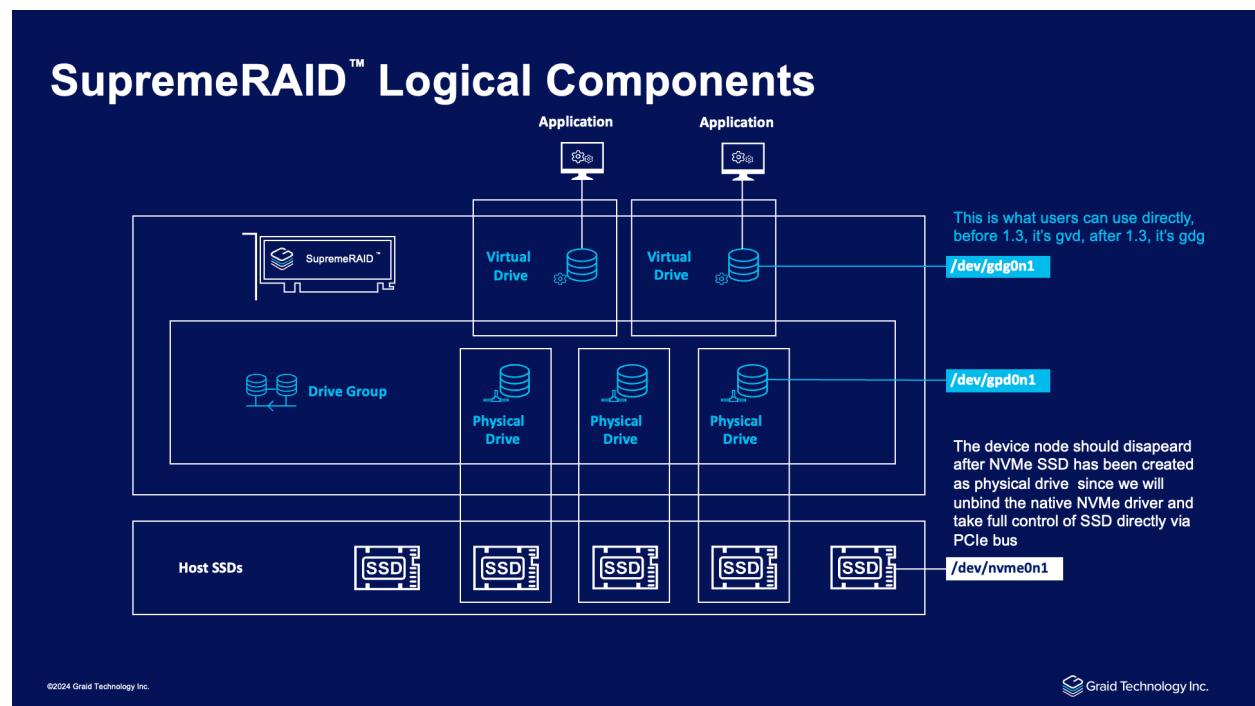 SupremeRAID™ Logical Components
Application
Application
This is what users can use directly,
before 1.3, it's gvd, after 1.3, it's gdg
SupremeRAID™
Virtual
Drive
Virtual
Drive
/dev/gdg0n1
Drive Group
Physical
Drive
Physical
Drive
Physical
Drive
/dev/gpd0n1
The device node should disapeard
after NVMe SSD has been created
as physical drive  since we will
unbind the native NVMe driver and
take full control of SSD directly via
PCIe bus
Host SSDs
SSD
SSD
SSD
SSD
SSD
/dev/nvme0n1
©2024 Graid Technology Inc.
Graid Technology Inc.